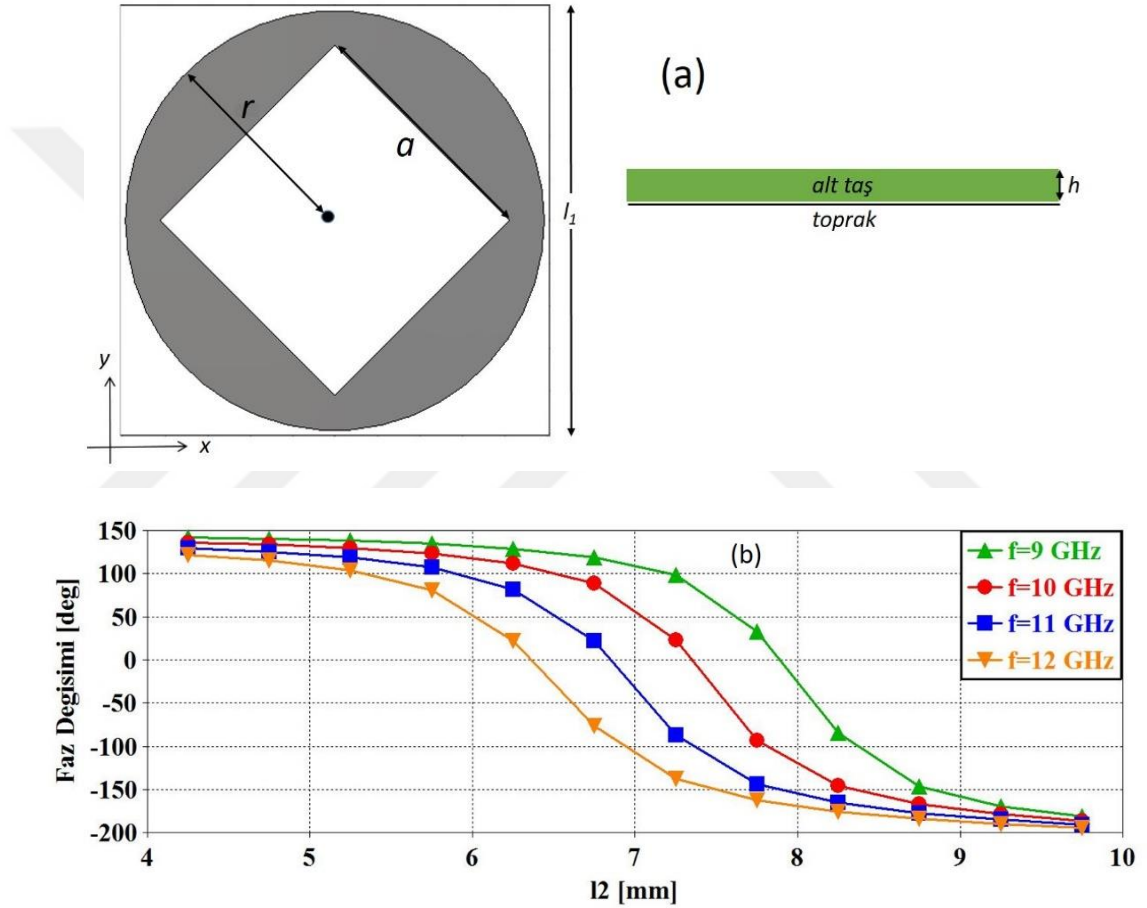 (a)
r
a
l1
alt taş
h
toprak
y
x
(b)
150
100
50
0
-50
-100
-150
-200
Faz Degisimi [deg]
4 5 6 7 8 9 10
l2 [mm]
f=9 GHz
f=10 GHz
f=11 GHz
f=12 GHz